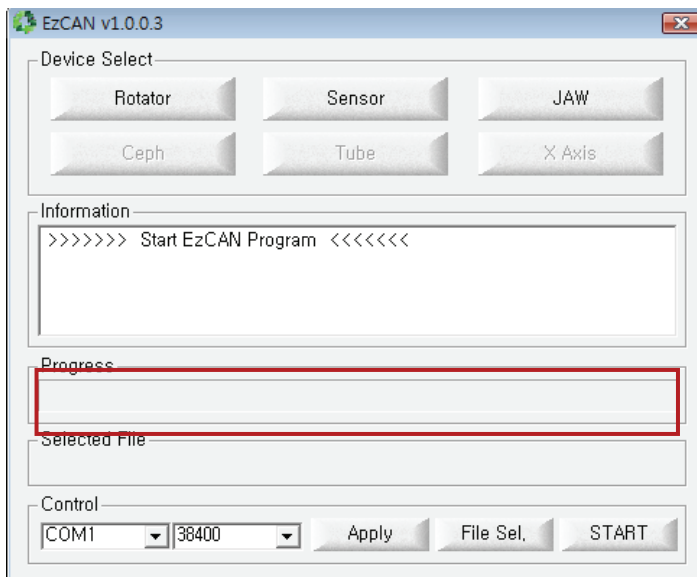 EzCAN v1.0.0.3
Device Select
Rotator Sensor JAW
Ceph Tube X Axis
Information
>>>>>>> Start EzCAN Program <<<<<<<
Progress
Selected File
Control
COM1 38400 Apply File Sel, START